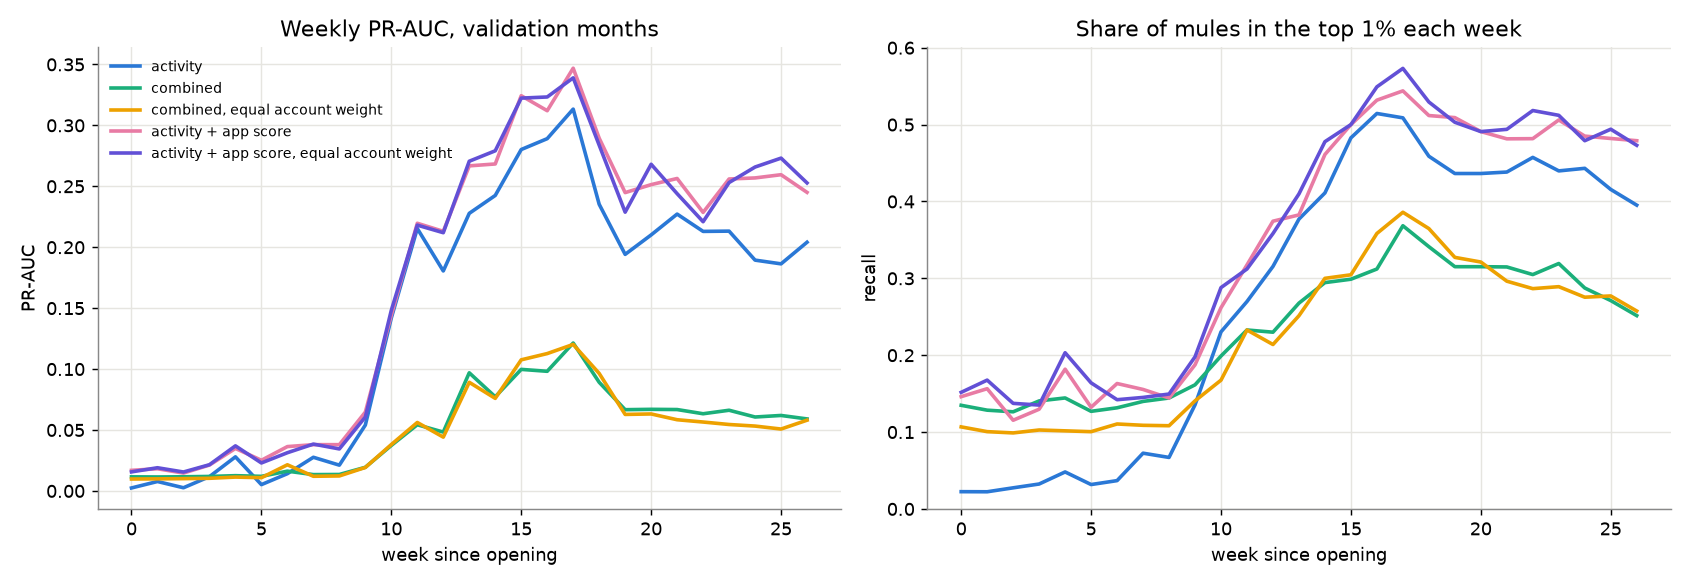 Weekly PR-AUC, validation months
0.35
0.30
0.25
0.20
0.15
0.10
0.05
0.00
PR-AUC
activity
combined
combined, equal account weight
activity + app score
activity + app score, equal account weight
0 5 10 15 20 25
week since opening
Share of mules in the top 1% each week
0.6
0.5
0.4
0.3
0.2
0.1
0.0
recall
0 5 10 15 20 25
week since opening